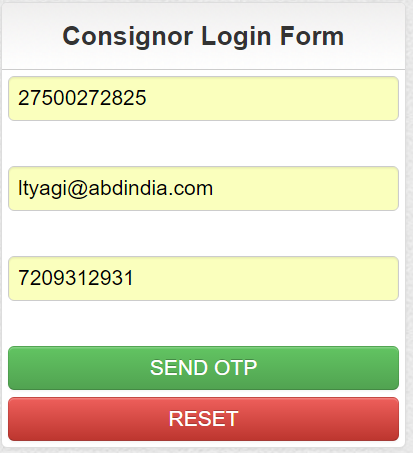 Consignor Login Form
27500272825
ltyagi@abdindia.com
7209312931
SEND OTP
RESET